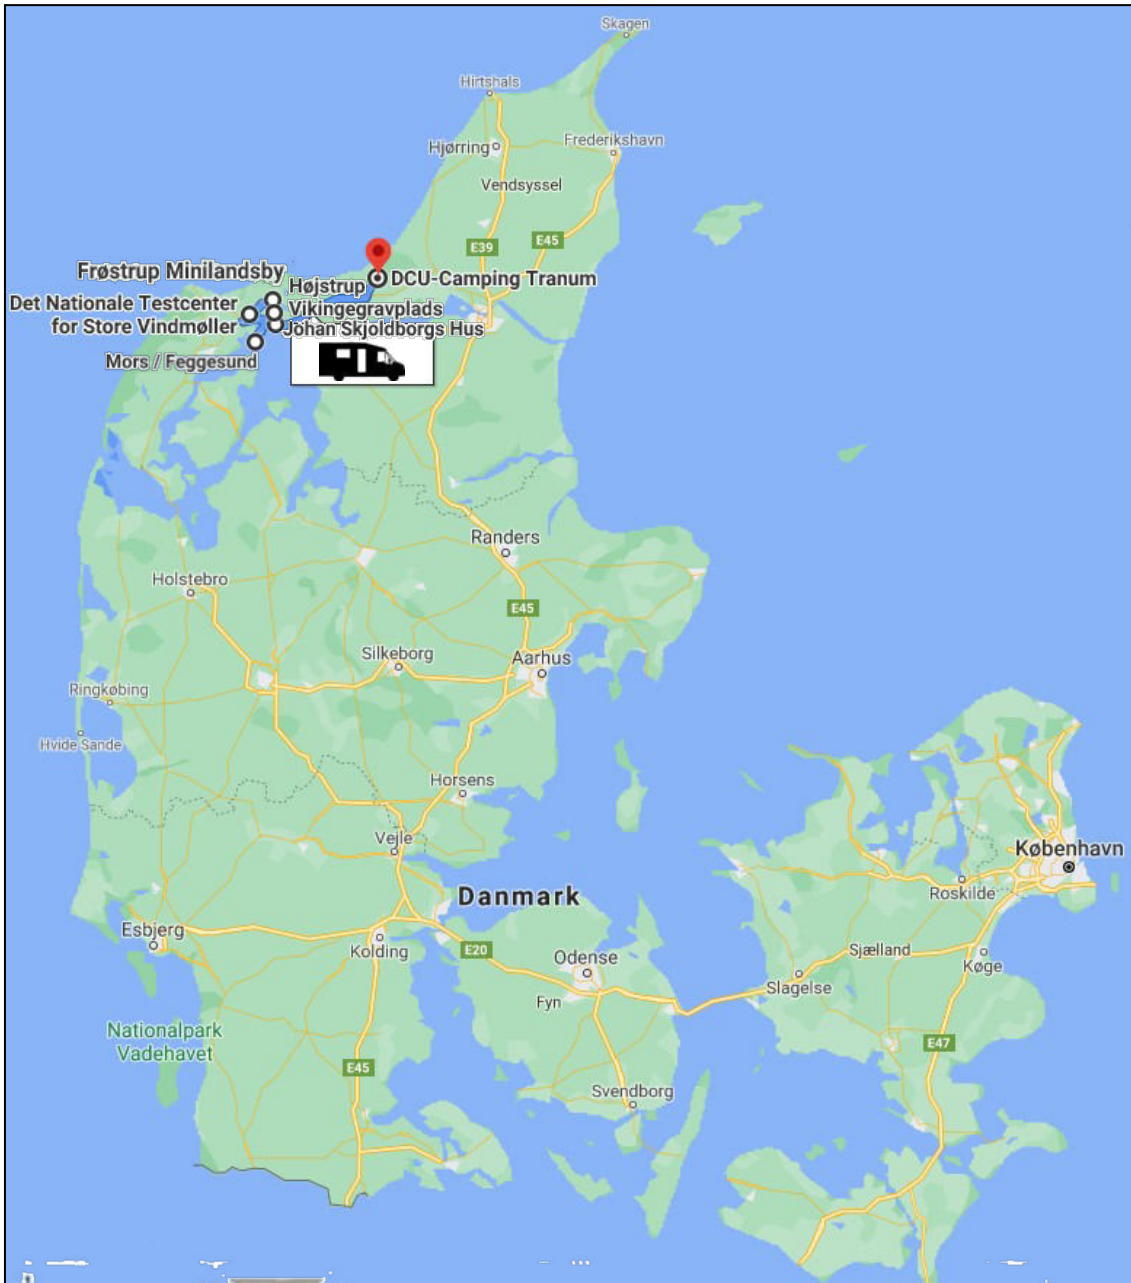 Skagen
Hirtshals
Hjørring
Frederikshavn
Vendsyssel
E39
E45
Frøstrup Minilandsby
Højstrup
DCU-Camping Tranum
Det Nationale Testcenter
for Store Vindmøller
Vikingegravplads
Johan Skjoldborgs Hus
Mors / Feggesund
Randers
Holstebro
E45
Silkeborg
Aarhus
Ringkøbing
Hvide Sande
Horsens
Vejle
København
Danmark
Roskilde
Esbjerg
Kolding
E20
Odense
Sjælland
Køge
Slagelse
Fyn
Nationalpark
Vadehavet
E47
E45
Svendborg